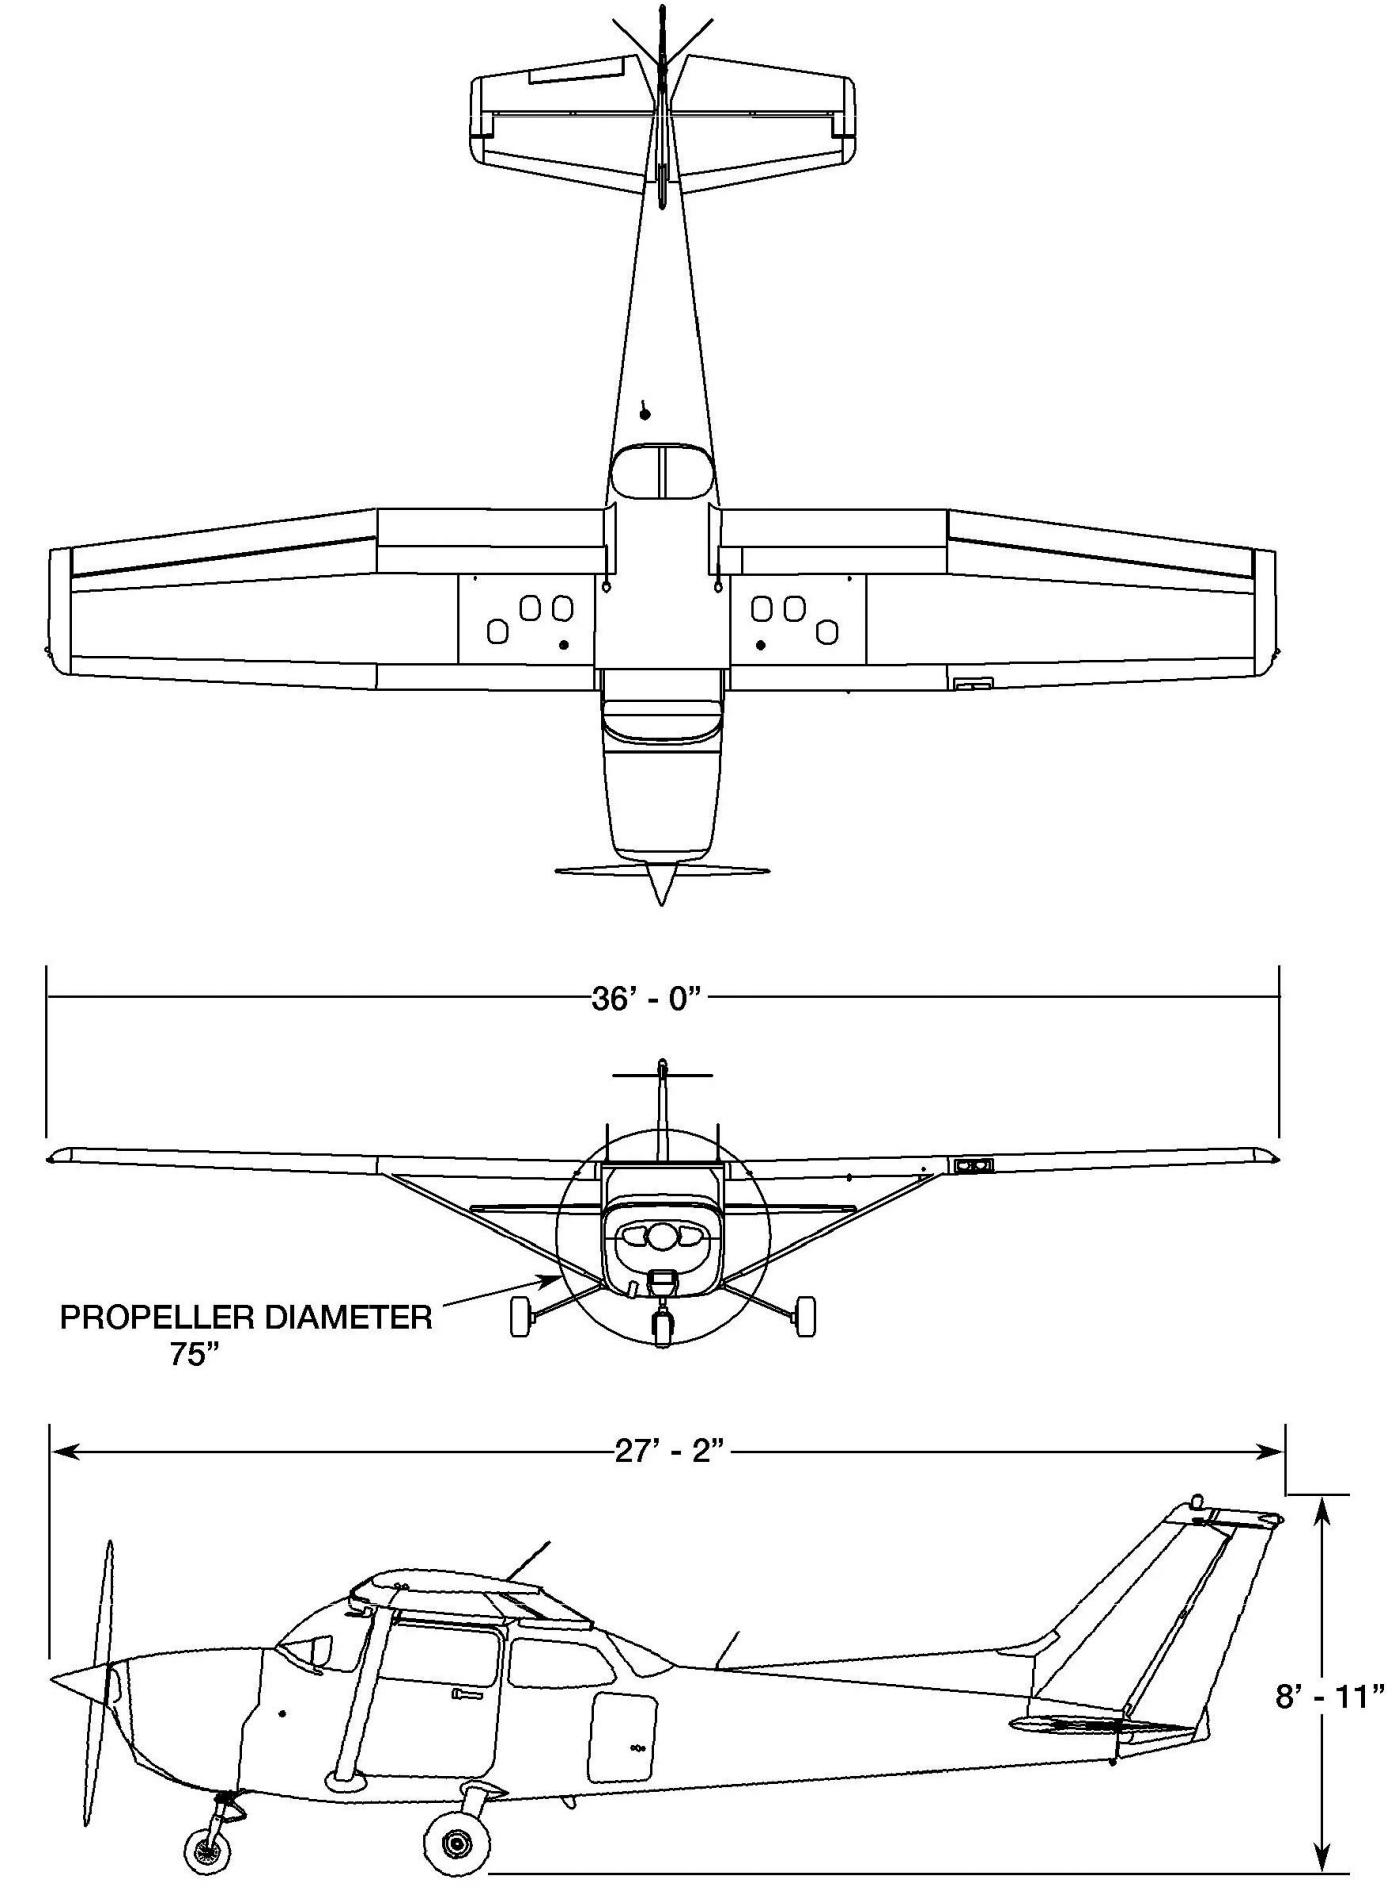 36’ - 0”
PROPELLER DIAMETER
75”
27’ - 2”
8’ - 11”